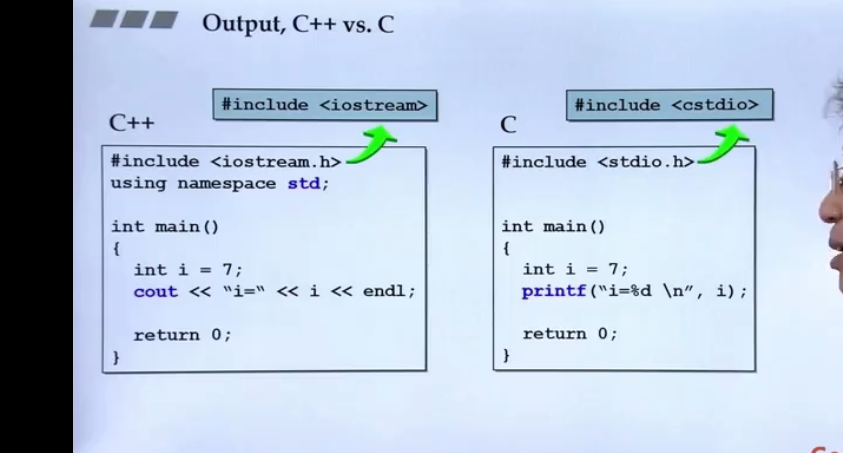 Output, C++ vs. C
#include <iostream>
C++
#include <iostream.h>
using namespace std;
int main()
{
int i = 7;
cout << “i=“ << i << endl;
return 0;
}
#include <cstdio>
C
#include <stdio.h>
int main()
{
int i = 7;
printf(“i=%d \n”, i);
return 0;
}